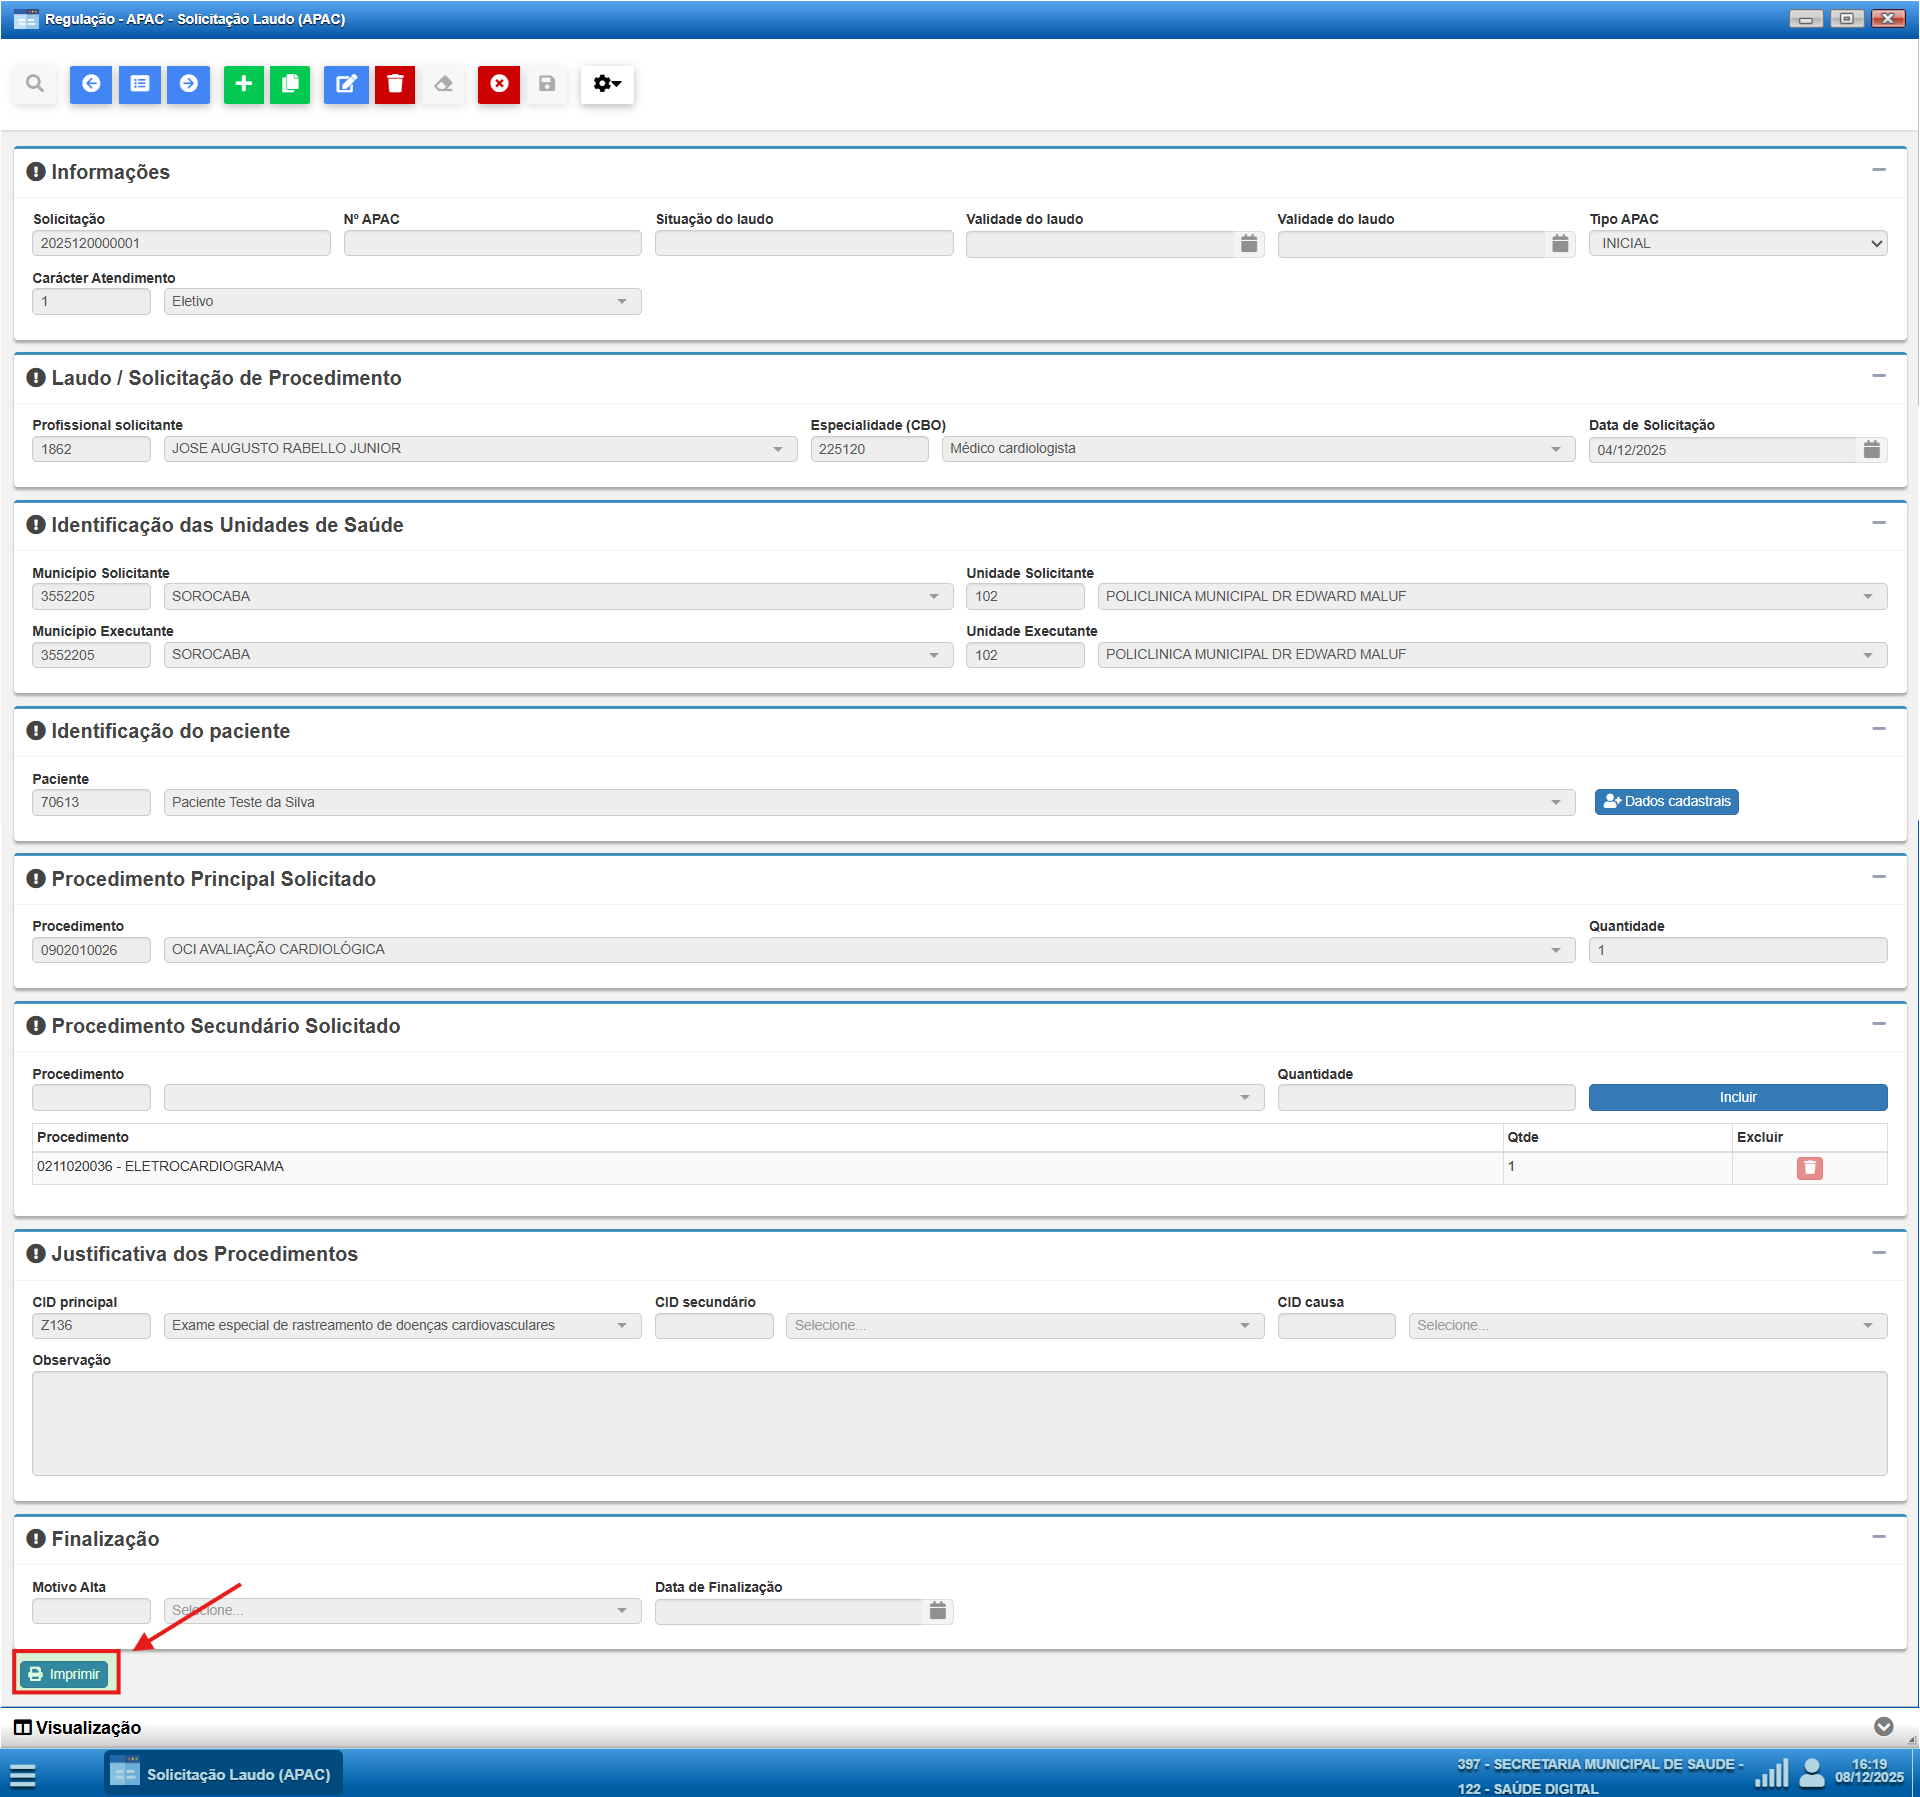 Regulação - APAC - Solicitação Laudo (APAC)
Informações
Solicitação Nº APAC Situação do laudo Validade do laudo Validade do laudo Tipo APAC
2025120000001 INICIAL
Carácter Atendimento
1 Eletivo
Laudo / Solicitação de Procedimento
Profissional solicitante Especialidade (CBO) Data de Solicitação
1862 JOSE AUGUSTO RABELLO JUNIOR 225120 Médico cardiologista 04/12/2025
Identificação das Unidades de Saúde
Município Solicitante Unidade Solicitante
3552205 SOROCABA 102 POLICLINICA MUNICIPAL DR EDWARD MALUF
Município Executante Unidade Executante
3552205 SOROCABA 102 POLICLINICA MUNICIPAL DR EDWARD MALUF
Identificação do paciente
Paciente
70613 Paciente Teste da Silva Dados cadastrais
Procedimento Principal Solicitado
Procedimento Quantidade
0902010026 OCI AVALIAÇÃO CARDIOLÓGICA 1
Procedimento Secundário Solicitado
Procedimento Quantidade
Incluir
Procedimento Qtde Excluir
0211020036 - ELETROCARDIOGRAMA 1
Justificativa dos Procedimentos
CID principal CID secundário CID causa
Z136 Exame especial de rastreamento de doenças cardiovasculares Selecione... Selecione...
Observação
Finalização
Motivo Alta Data de Finalização
Selecione...
Imprimir
Visualização
Solicitação Laudo (APAC)
397 - SECRETARIA MUNICIPAL DE SAUDE -
122 - SAÚDE DIGITAL
16:19
08/12/2025